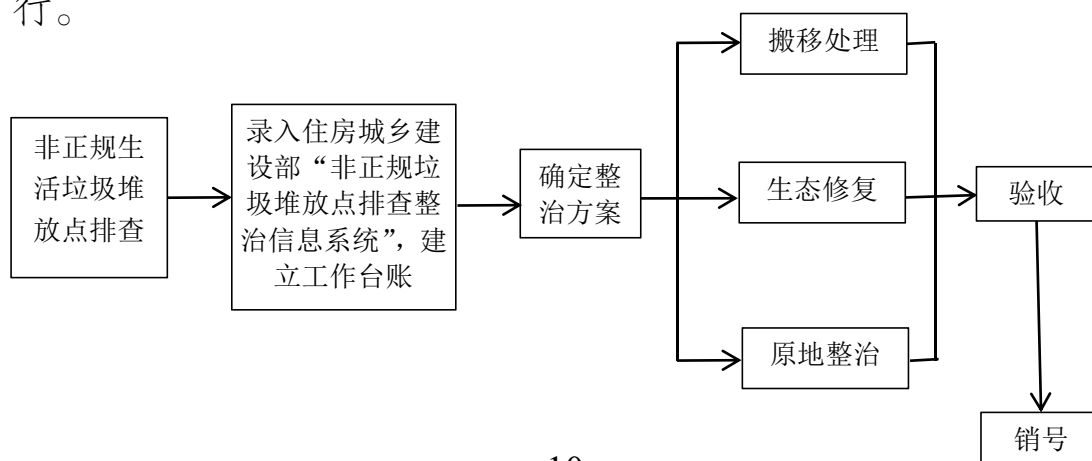 行。
非正规生
活垃圾堆
放点排查
录入住房城乡建
设部“非正规垃
圾堆放点排查整
治信息系统”，建
立工作台账
确定整
治方案
搬移处理
生态修复
原地整治
验收
销号
10